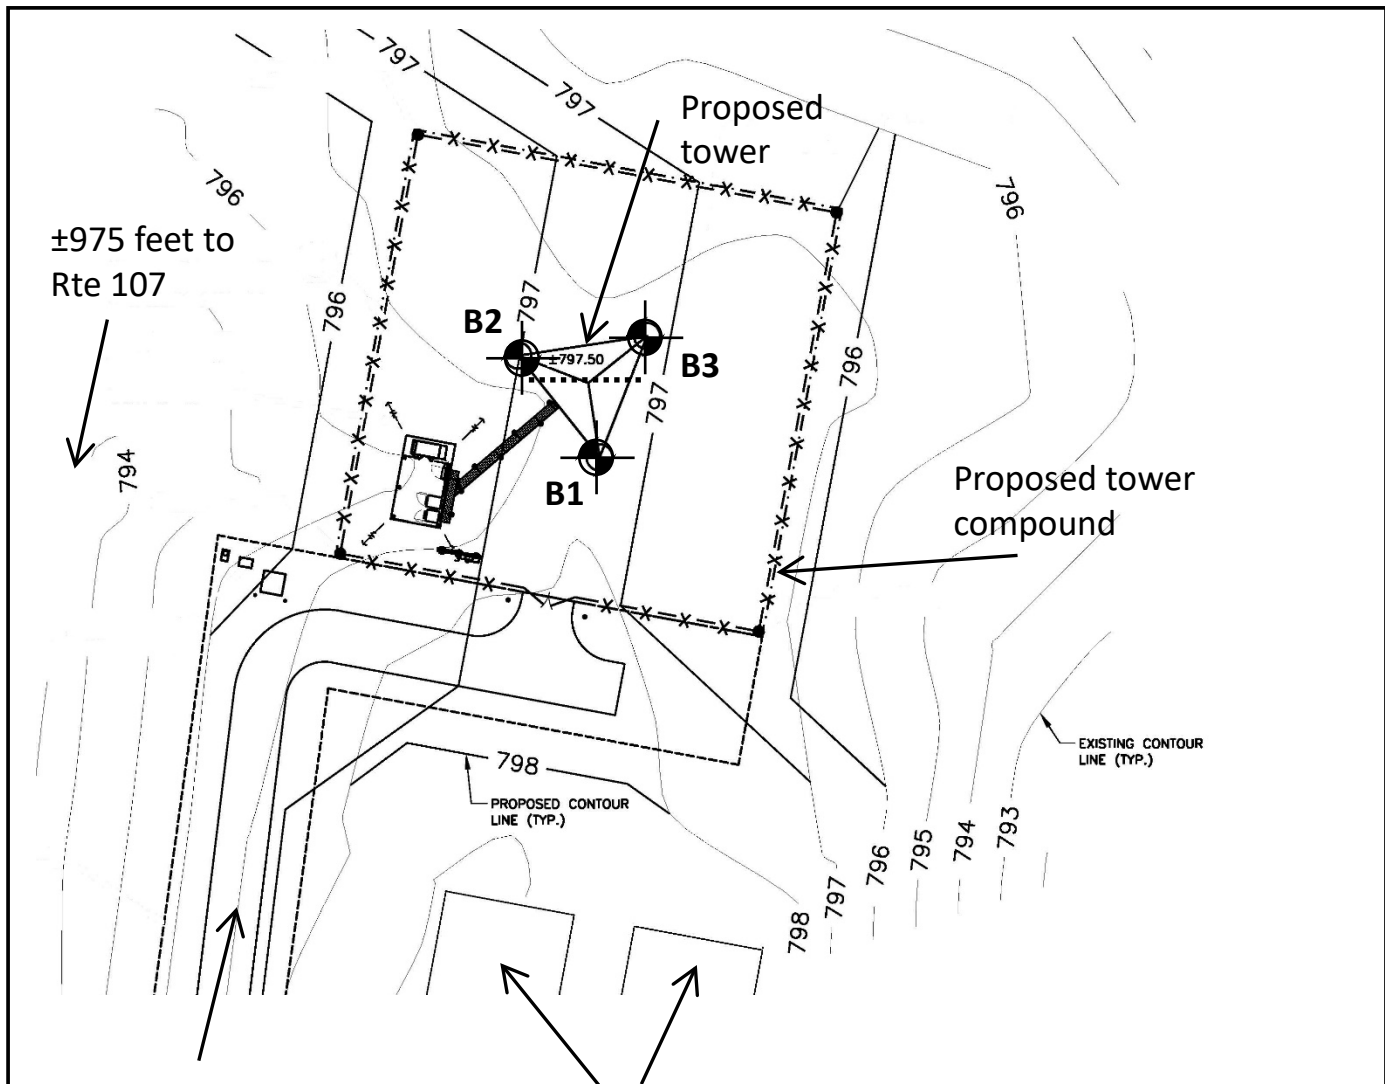 797
797
Proposed
tower
796
796
±975 feet to
Rte 107
796
797
B2
±797.50
B3
796
797
794
B1
Proposed tower
compound
798
EXISTING CONTOUR
LINE (TYP.)
PROPOSED CONTOUR
LINE (TYP.)
798
797
796
795
794
793